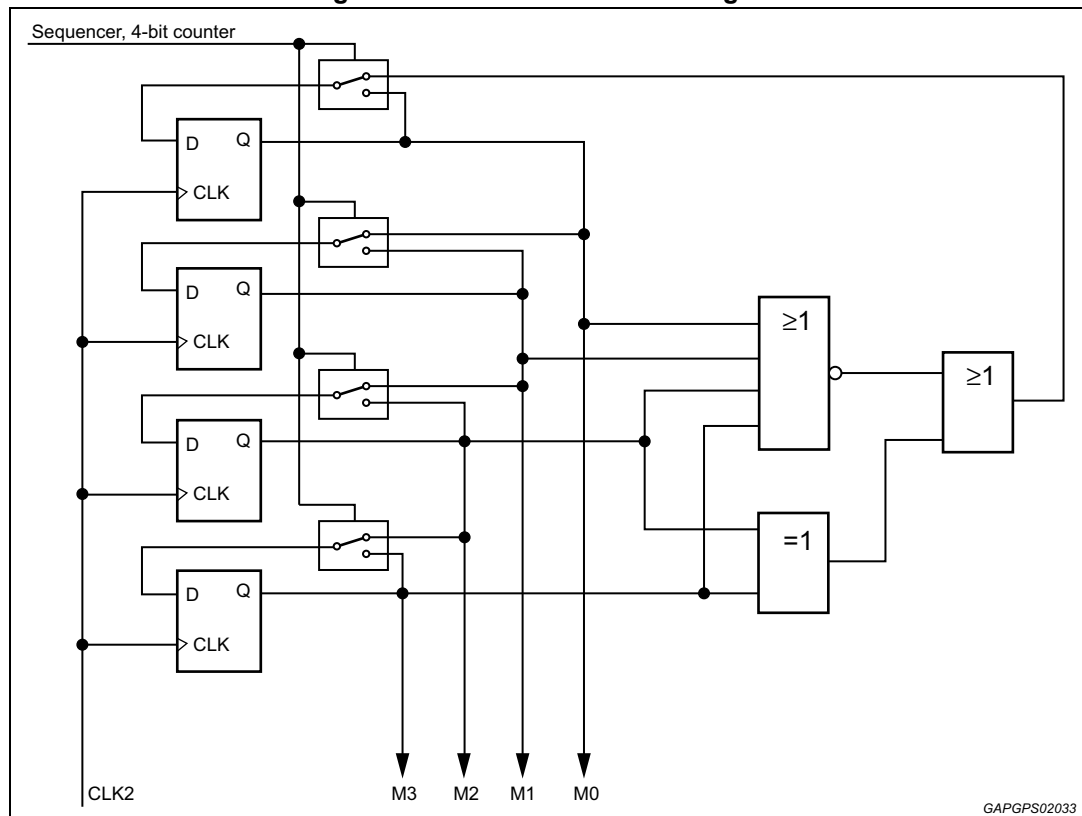 Sequencer, 4-bit counter
D Q
CLK
D Q
CLK
≥1
≥1
D Q
CLK
=1
D Q
CLK
CLK2 M3 M2 M1 M0
GAPGPS02033